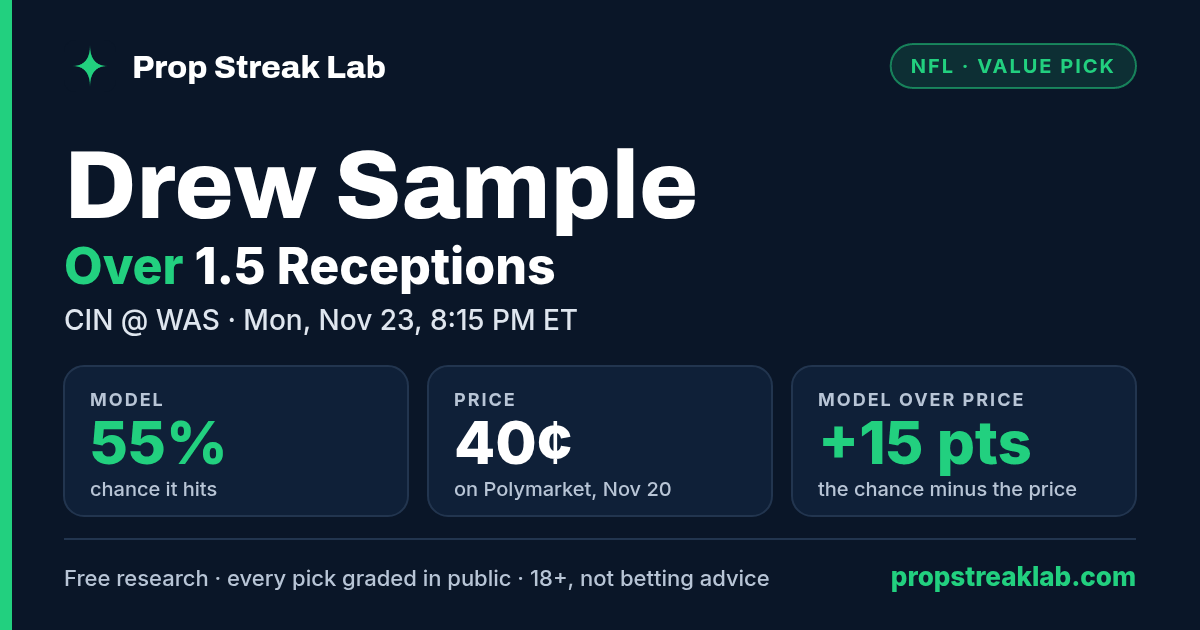 Prop Streak Lab
NFL · VALUE PICK
Drew Sample
Over 1.5 Receptions
CIN @ WAS · Mon, Nov 23, 8:15 PM ET
MODEL
55%
chance it hits
PRICE
40¢
on Polymarket, Nov 20
MODEL OVER PRICE
+15 pts
the chance minus the price
Free research · every pick graded in public · 18+, not betting advice
propstreaklab.com